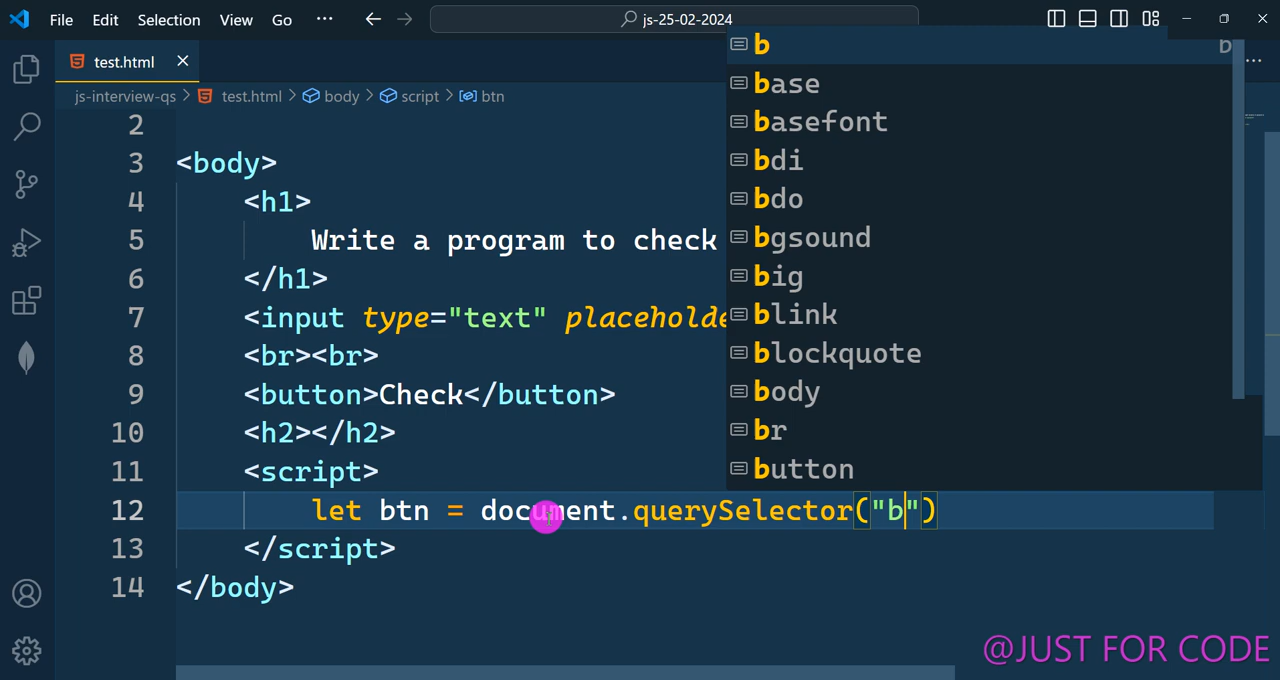 File Edit Selection View Go ··· js-25-02-2024
test.html
js-interview-qs > test.html > body > script > btn
2
3 <body>
4 <h1>
5 Write a program to check
6 </h1>
7 <input type="text" placeholde
8 <br><br>
9 <button>Check</button>
10 <h2></h2>
11 <script>
12 let btn = document.querySelector("b")
13 </script>
14 </body>
b b
base
basefont
bdi
bdo
bgsound
big
blink
blockquote
body
br
button
@JUST FOR CODE